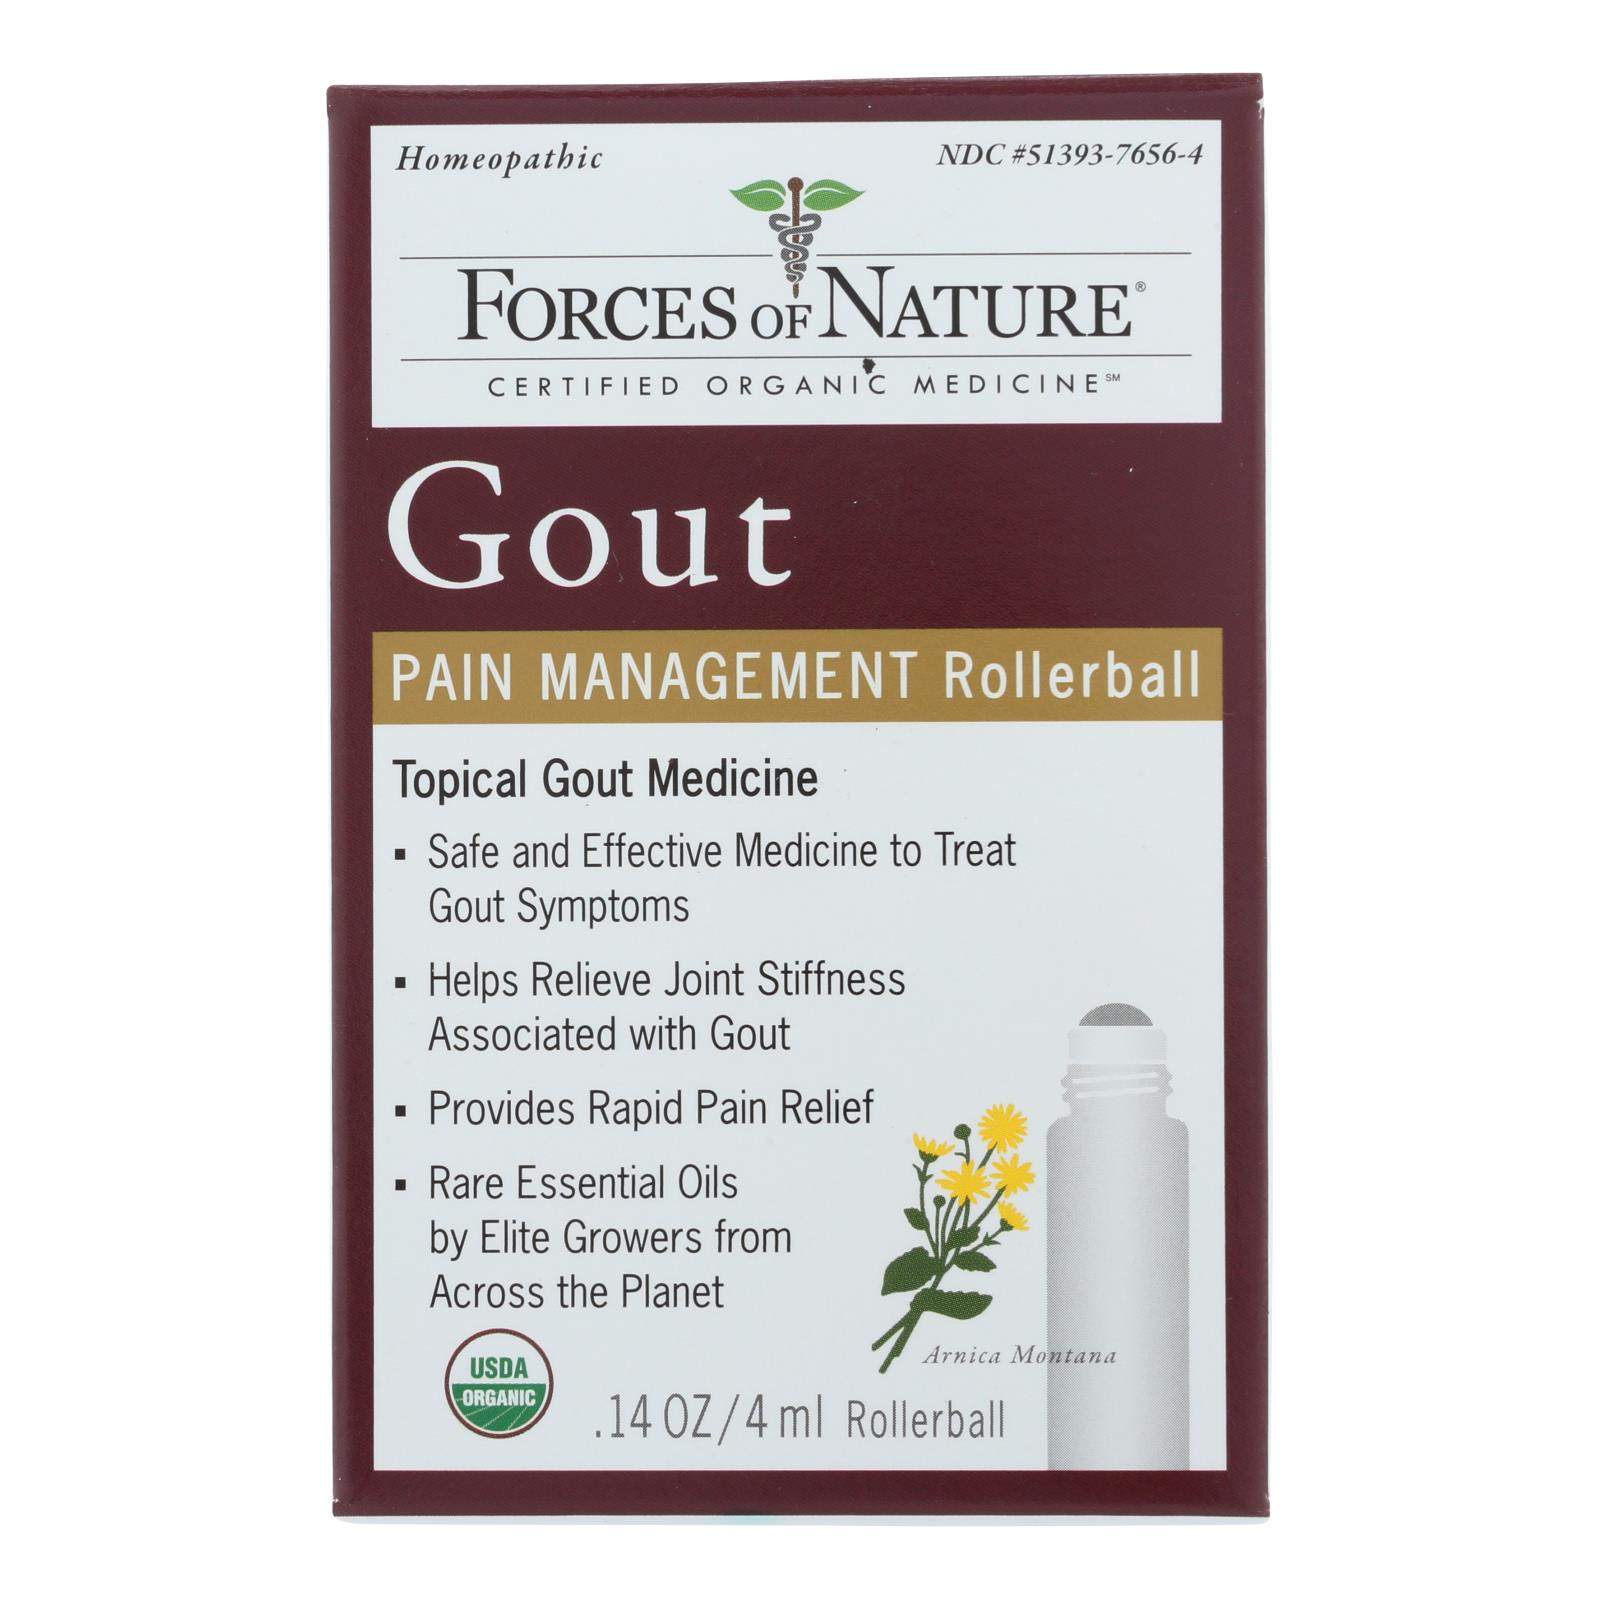 Homeopathic NDC #51393-7656-4
FORCES OF NATURE®
CERTIFIED ORGANIC MEDICINE℠
Gout
PAIN MANAGEMENT Rollerball
Topical Gout Medicine
▪ Safe and Effective Medicine to Treat
Gout Symptoms
▪ Helps Relieve Joint Stiffness
Associated with Gout
▪ Provides Rapid Pain Relief
▪ Rare Essential Oils
by Elite Growers from
Across the Planet
Arnica Montana
USDA
ORGANIC
.14 OZ/4 ml Rollerball